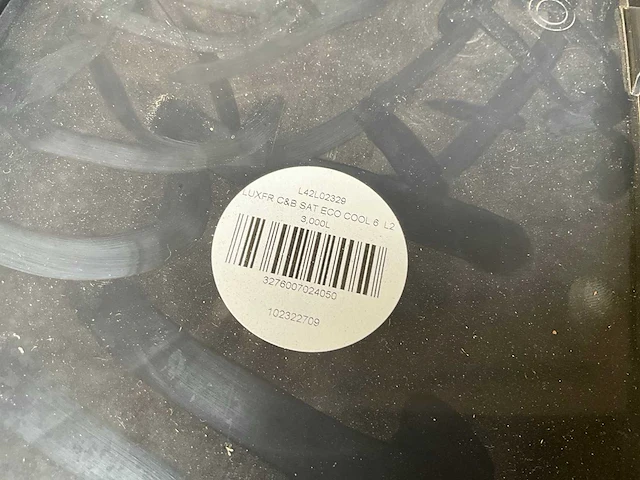 L42L02329
LUXFR C&B SAT ECO COOL 6 L2
3,000L
3276007024050
102322709